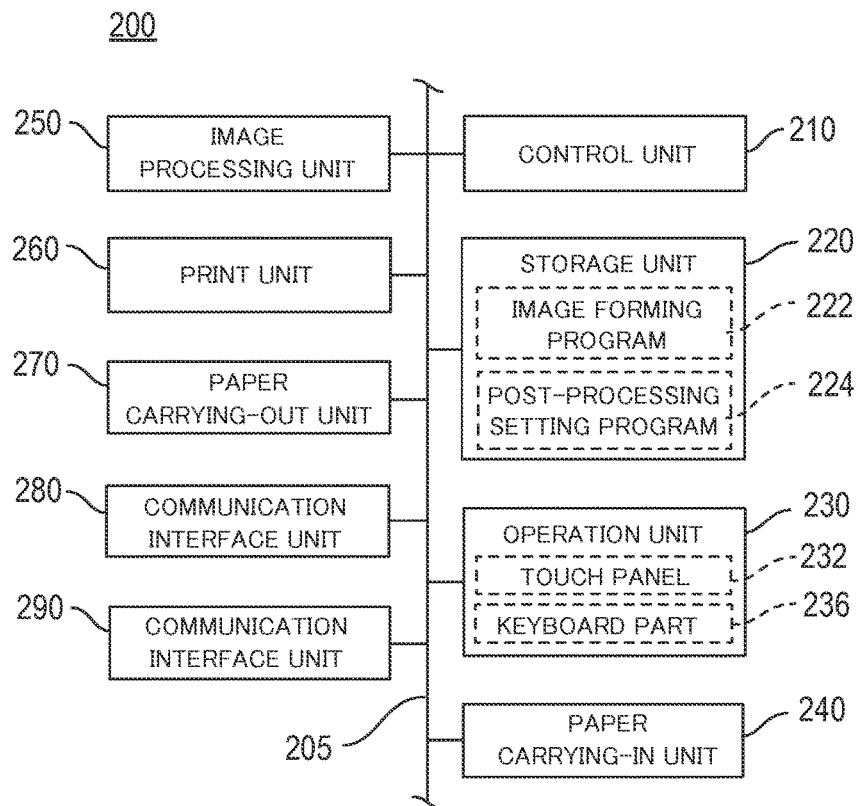 200
250
IMAGE
PROCESSING UNIT
CONTROL UNIT
210
260
PRINT UNIT
STORAGE UNIT
220
IMAGE FORMING
PROGRAM
222
POST-PROCESSING
SETTING PROGRAM
224
270
PAPER
CARRYING-OUT UNIT
280
COMMUNICATION
INTERFACE UNIT
OPERATION UNIT
230
TOUCH PANEL
232
KEYBOARD PART
236
290
COMMUNICATION
INTERFACE UNIT
205
PAPER
CARRYING-IN UNIT
240